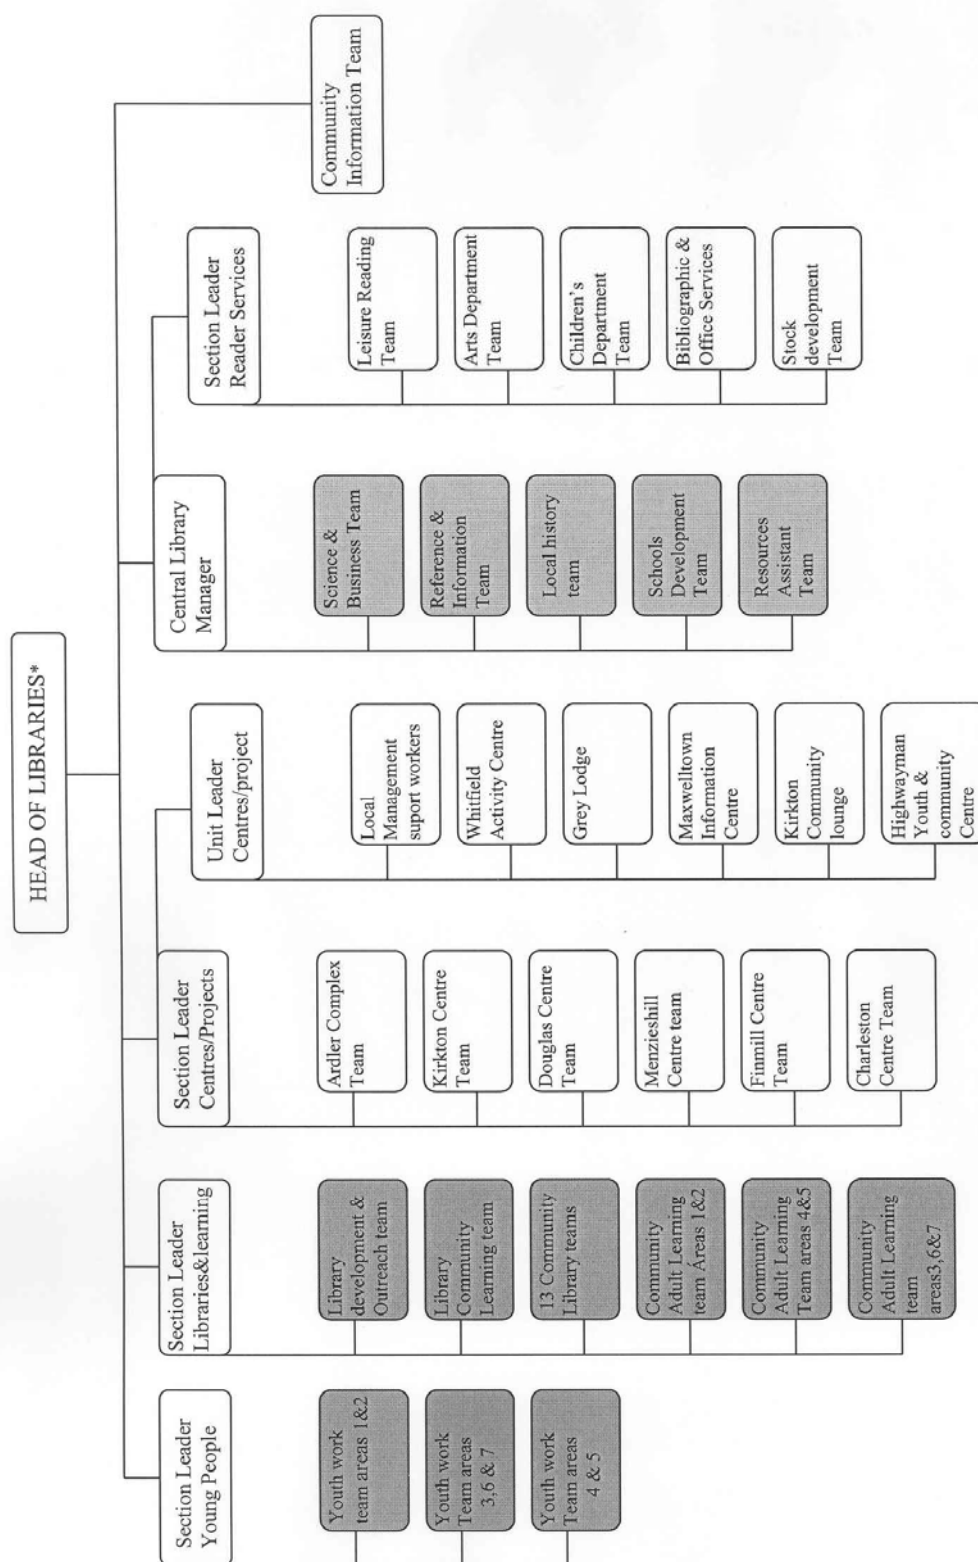 HEAD OF LIBRARIES*
Section Leader
Young People
Youth work
team areas 1&2
Youth work
Team areas
3,6 & 7
Youth work
Team areas
4 & 5
Section Leader
Libraries&learning
Library
development &
Outreach team
Library
Community
Learning team
13 Community
Library teams
Community
Adult Learning
team Areas 1&2
Community
Adult Learning
Team areas 4&5
Community
Adult Learning
team
areas3,6&7
Section Leader
Centres/Projects
Ardler Complex
Team
Kirkton Centre
Team
Douglas Centre
Team
Menzieshill
Centre team
Finmill Centre
Team
Charleston
Centre Team
Unit Leader
Centres/project
Local
Management
suport workers
Whitfield
Activity Centre
Grey Lodge
Maxwelltown
Information
Centre
Kirkton
Community
lounge
Highwayman
Youth &
community
Centre
Central Library
Manager
Science &
Business Team
Reference &
Information
Team
Local history
team
Schools
Development
Team
Resources
Assistant
Team
Section Leader
Reader Services
Leisure Reading
Team
Arts Department
Team
Children's
Department
Team
Bibliographic &
Office Services
Stock
development
Team
Community
Information Team